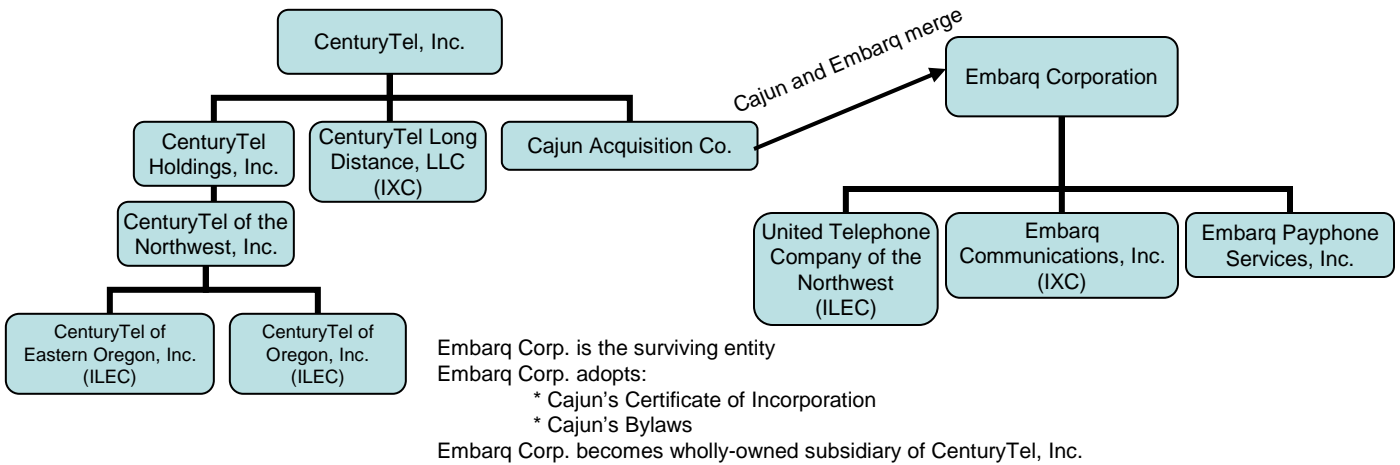 CenturyTel, Inc.
Cajun and Embarq merge
Embarq Corporation
CenturyTel
Holdings, Inc.
CenturyTel Long
Distance, LLC
(IXC)
Cajun Acquisition Co.
CenturyTel of the
Northwest, Inc.
United Telephone
Company of the
Northwest
(ILEC)
Embarq
Communications, Inc.
(IXC)
Embarq Payphone
Services, Inc.
CenturyTel of
Eastern Oregon, Inc.
(ILEC)
CenturyTel of
Oregon, Inc.
(ILEC)
Embarq Corp. is the surviving entity
Embarq Corp. adopts:
* Cajun's Certificate of Incorporation
* Cajun's Bylaws
Embarq Corp. becomes wholly-owned subsidiary of CenturyTel, Inc.